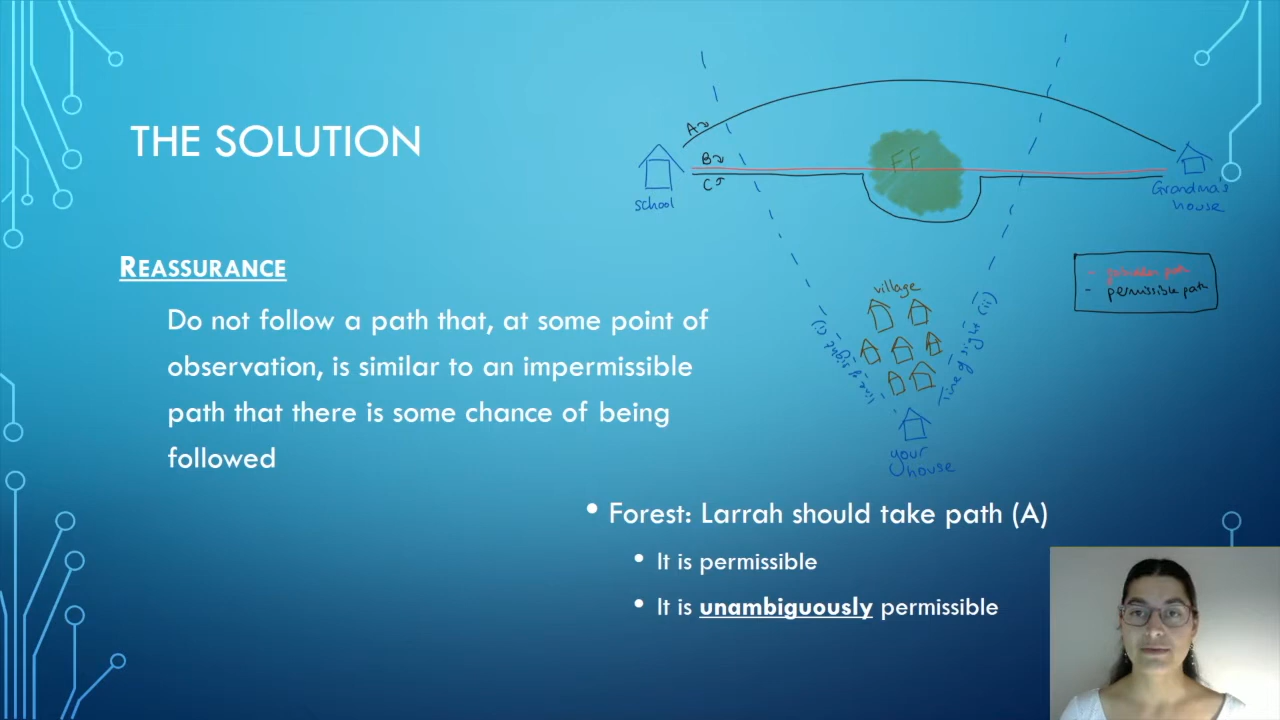 THE SOLUTION
REASSURANCE
Do not follow a path that, at some point of
observation, is similar to an impermissible
path that there is some chance of being
followed
A
B
C
FF
school
Grandma's
house
permissible path
village
line of sight (i)
line of sight (ii)
your
house
• Forest: Larrah should take path (A)
• It is permissible
• It is unambiguously permissible